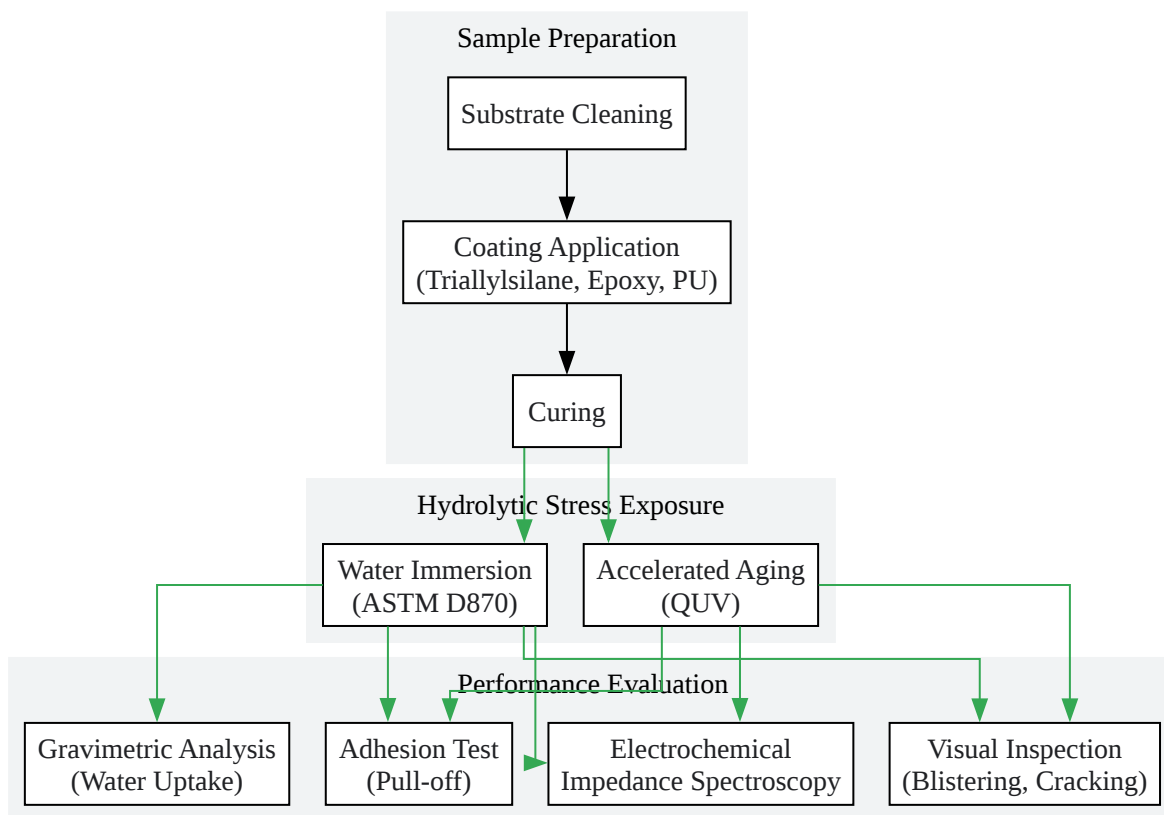 Sample Preparation
Substrate Cleaning
Coating Application
(Triallylsilane, Epoxy, PU)
Curing
Hydrolytic Stress Exposure
Water Immersion
(ASTM D870)
Accelerated Aging
(QUV)
Performance Evaluation
Gravimetric Analysis
(Water Uptake)
Adhesion Test
(Pull-off)
Electrochemical
Impedance Spectroscopy
Visual Inspection
(Blistering, Cracking)